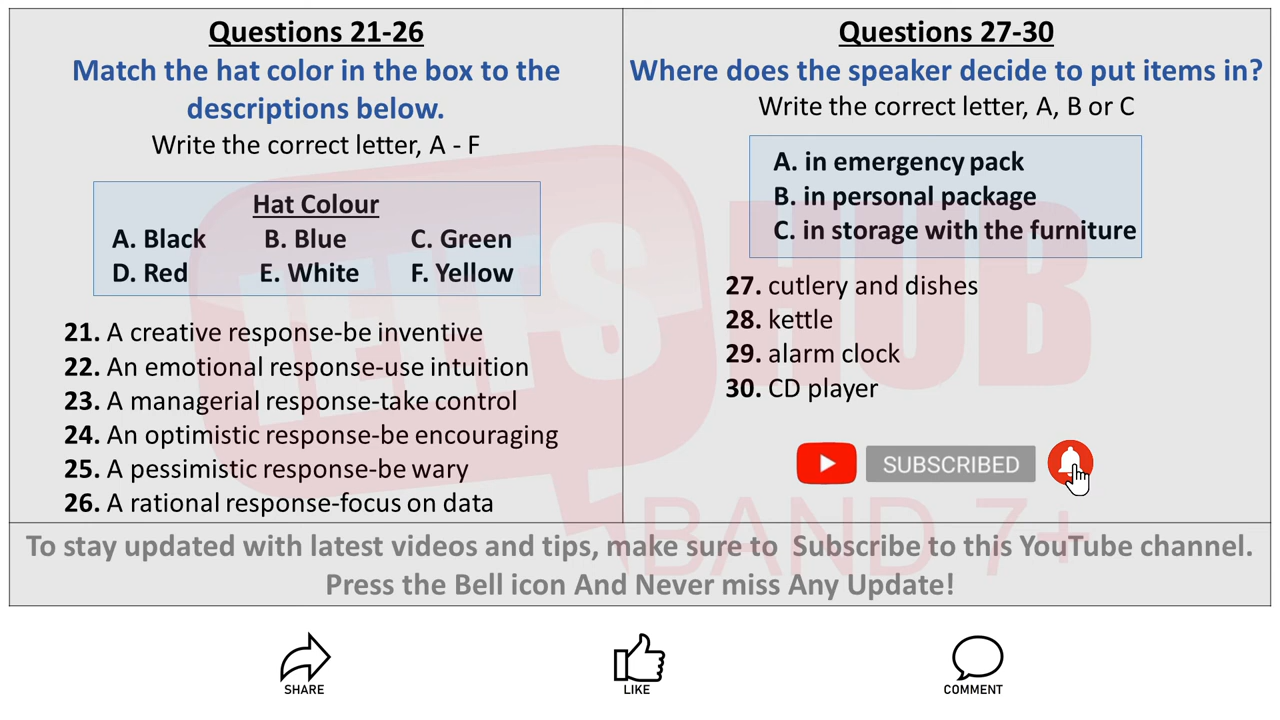 Questions 21-26
Match the hat color in the box to the
descriptions below.
Write the correct letter, A - F
Hat Colour
A. Black B. Blue C. Green
D. Red E. White F. Yellow
21. A creative response-be inventive
22. An emotional response-use intuition
23. A managerial response-take control
24. An optimistic response-be encouraging
25. A pessimistic response-be wary
26. A rational response-focus on data
Questions 27-30
Where does the speaker decide to put items in?
Write the correct letter, A, B or C
A. in emergency pack
B. in personal package
C. in storage with the furniture
27. cutlery and dishes
28. kettle
29. alarm clock
30. CD player
SUBSCRIBED
IELTS HUB
BAND 7+
To stay updated with latest videos and tips, make sure to Subscribe to this YouTube channel.
Press the Bell icon And Never miss Any Update!
SHARE
LIKE
COMMENT